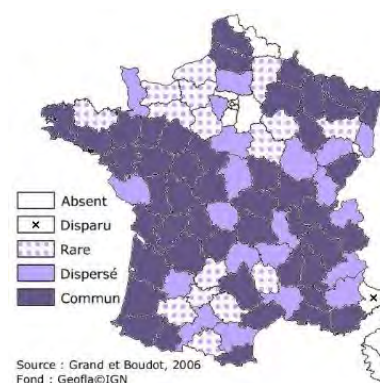 Absent
Disparu
Rare
Dispersé
Commun
Source : Grand et Boudot, 2006
Fond : Geofla©IGN